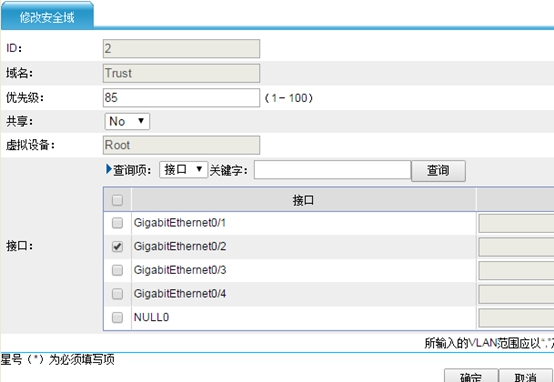 修改安全域
ID： 2
域名： Trust
优先级： 85 （1－100）
共享： No
虚拟设备： Root
查询项： 接口 关键字： 查询
接口
GigabitEthernet0/1
GigabitEthernet0/2
接口： GigabitEthernet0/3
GigabitEthernet0/4
NULL0
所输入的VLAN范围应以“,”及
星号（*）为必须填写项
确定 取消